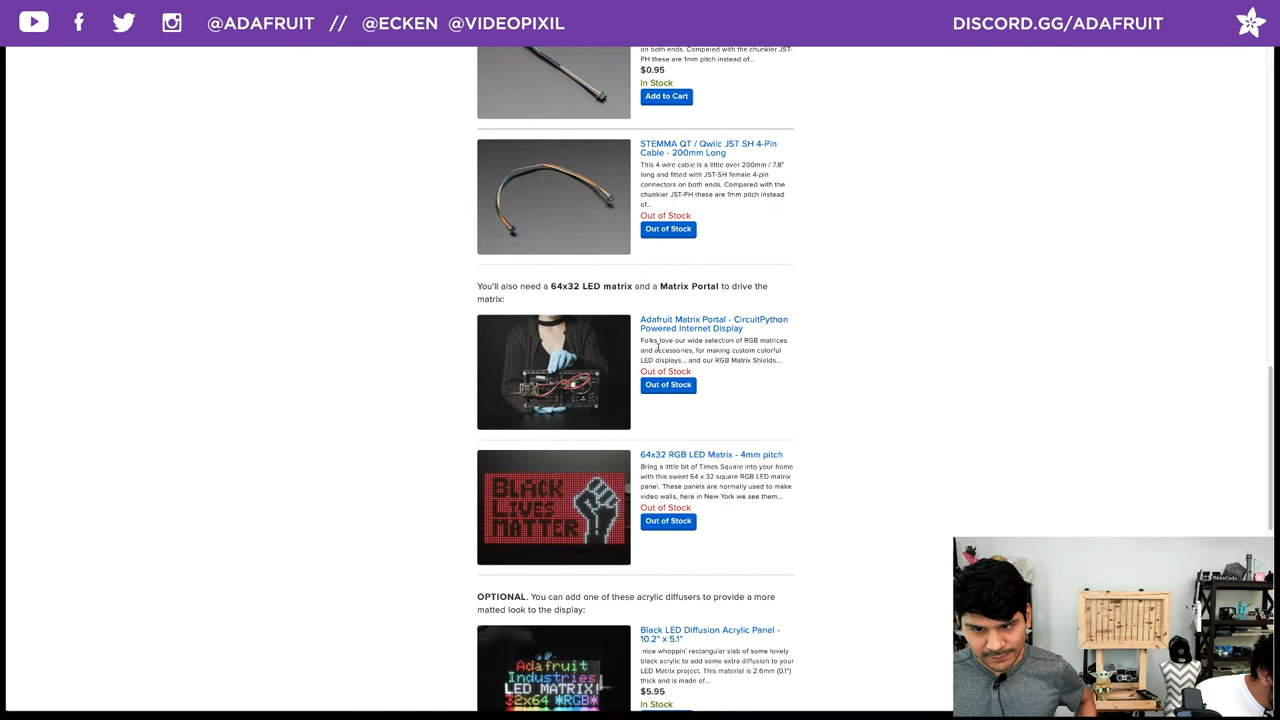 @ADAFRUIT // @ECKEN @VIDEOPIXIL
DISCORD.GG/ADAFRUIT
on both ends. Compared with the chunkier JST-
PH these are 1mm pitch instead of...
$0.95
In Stock
Add to Cart
STEMMA QT / Qwiic JST SH 4-Pin
Cable - 200mm Long
This 4-wire cable is a little over 200mm / 7.8"
long and fitted with JST-SH female 4-pin
connectors on both ends. Compared with the
chunkier JST-PH these are 1mm pitch instead
of...
Out of Stock
Out of Stock
You'll also need a 64x32 LED matrix and a Matrix Portal to drive the
matrix:
Adafruit Matrix Portal - CircuitPython
Powered Internet Display
Folks love our wide selection of RGB matrices
and accessories, for making custom colorful
LED displays... and our RGB Matrix Shields...
Out of Stock
Out of Stock
BLACK
LIVES
MATTER
64x32 RGB LED Matrix - 4mm pitch
Bring a little bit of Times Square into your home
with this sweet 64 x 32 square RGB LED matrix
panel. These panels are normally used to make
video walls, here in New York we see them...
Out of Stock
Out of Stock
OPTIONAL. You can add one of these acrylic diffusers to provide a more
matted look to the display:
Adafruit
Industries
LED MATRIX!
32x64 *RGB*
Black LED Diffusion Acrylic Panel -
10.2" x 5.1"
nice whoppin' rectangular slab of some lovely
black acrylic to add some extra diffusion to your
LED Matrix project. This material is 2.6mm (0.1")
thick and is made of...
$5.95
In Stock
MakeCode